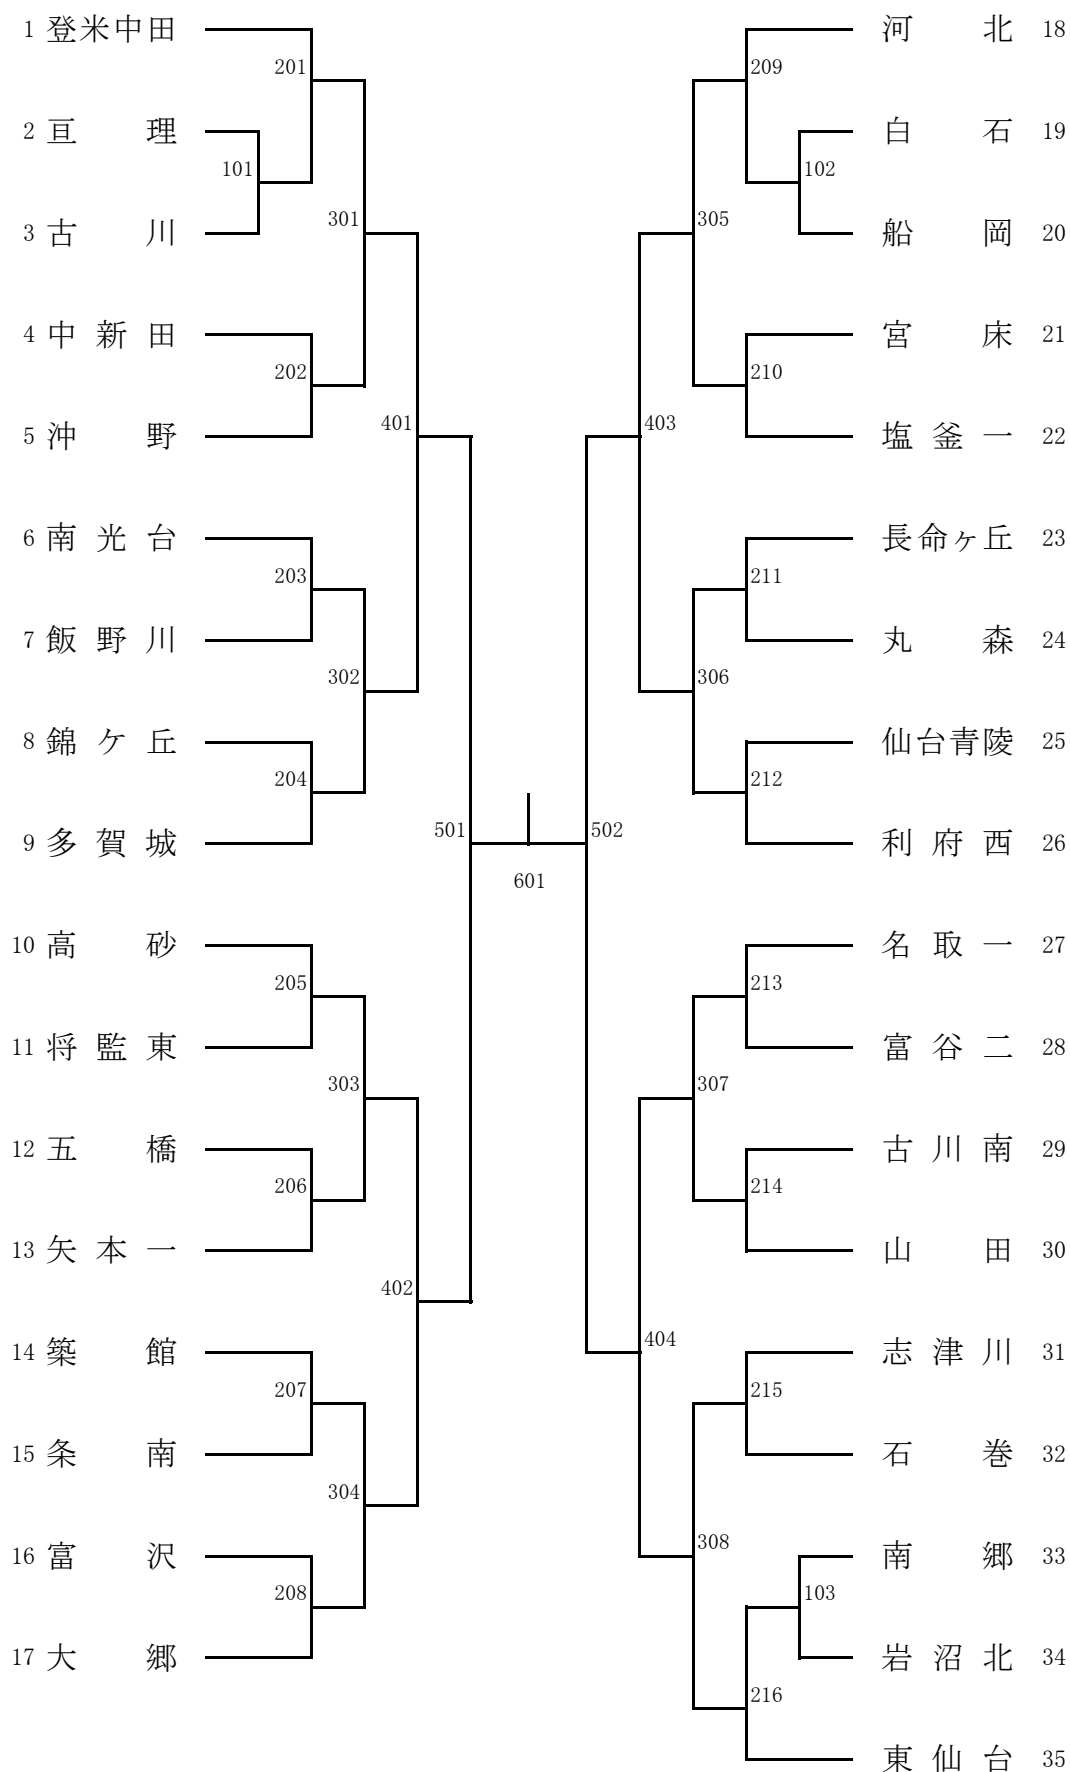 1 登米中田
河北 18
201
209
2 亘理
白石 19
101
102
3 古川
船岡 20
301
305
4 中新田
宮床 21
202
210
401
403
5 沖野
塩釜一 22
6 南光台
長命ヶ丘 23
203
211
7 飯野川
丸森 24
302
306
8 錦ケ丘
仙台青陵 25
204
212
501
502
9 多賀城
利府西 26
601
10 高砂
名取一 27
205
213
11 将監東
富谷二 28
303
307
12 五橋
古川南 29
206
214
13 矢本一
山田 30
402
404
14 築館
志津川 31
207
215
15 条南
石巻 32
304
308
16 富沢
南郷 33
208
103
17 大郷
岩沼北 34
216
東仙台 35